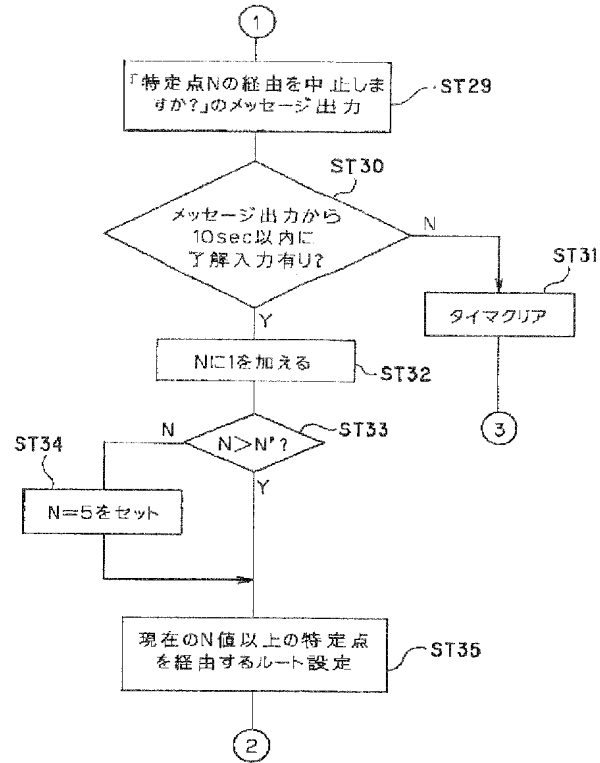 1
「特定点Nの経由を中止しま
すか?」のメッセージ出力
ST29
ST30
メッセージ出力から
10sec以内に
了解入力有り?
N
ST31
タイマクリア
Y
Nに1を加える
ST32
3
N
ST33
N>N"?
ST34
Y
N=5をセット
現在のN値以上の特定点
を経由するルート設定
ST35
2